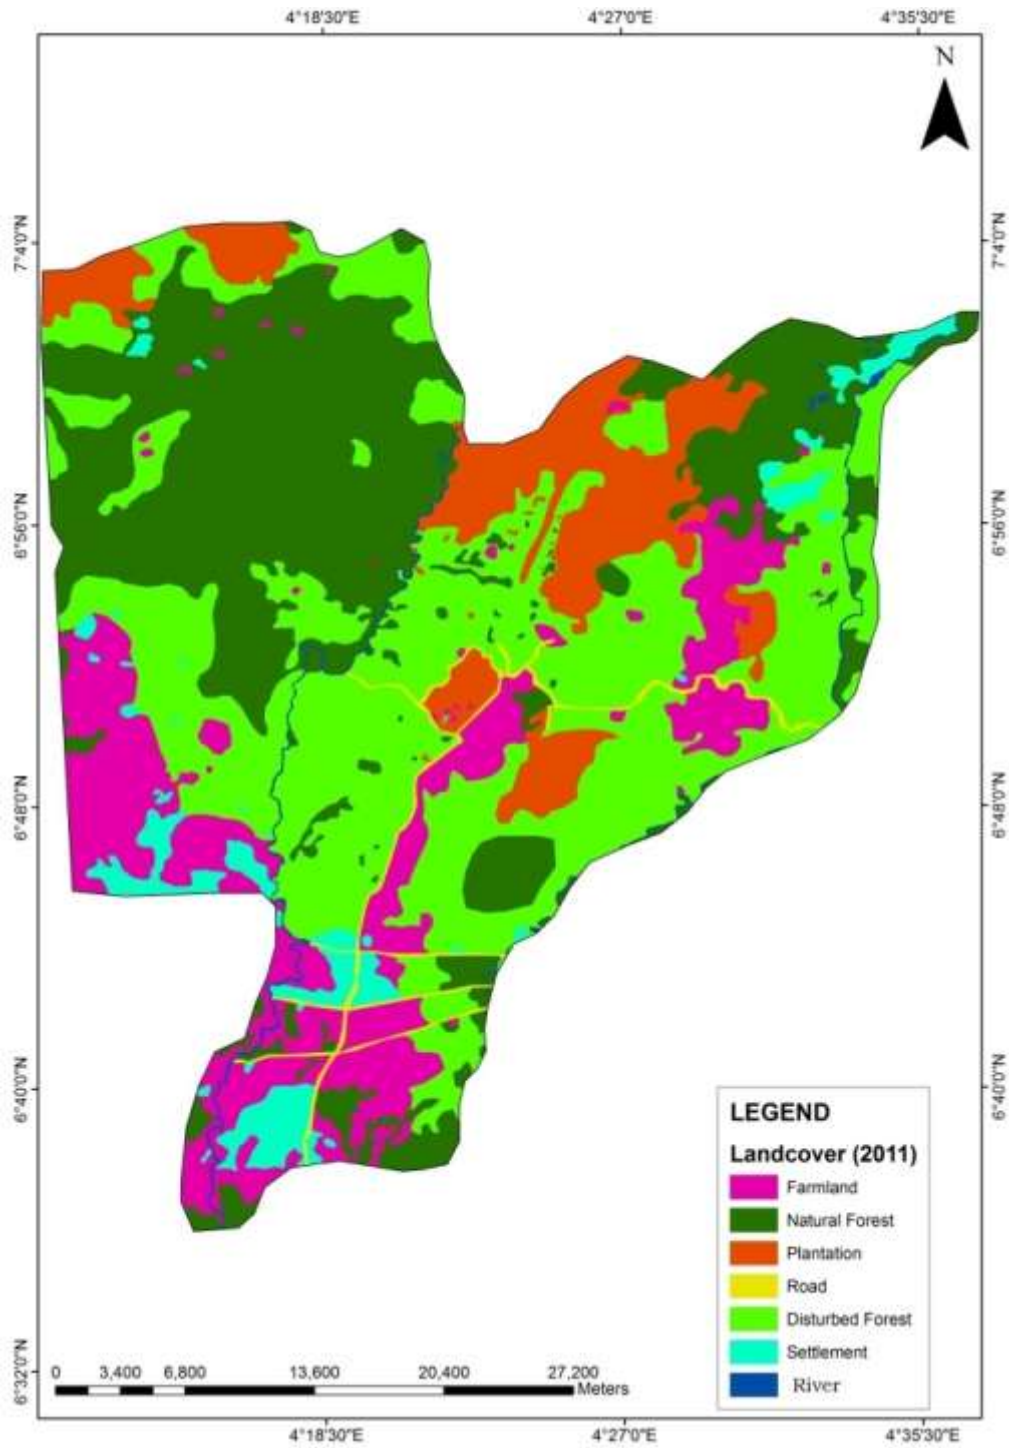 4°18'30"E 4°27'0"E 4°35'30"E
N
7°4'0"N 7°4'0"N
6°56'0"N 6°56'0"N
6°48'0"N 6°48'0"N
6°40'0"N 6°40'0"N
LEGEND
Landcover (2011)
Farmland
Natural Forest
Plantation
Road
Disturbed Forest
Settlement
River
6°32'0"N
0 3,400 6,800 13,600 20,400 27,200
Meters
4°18'30"E 4°27'0"E 4°35'30"E